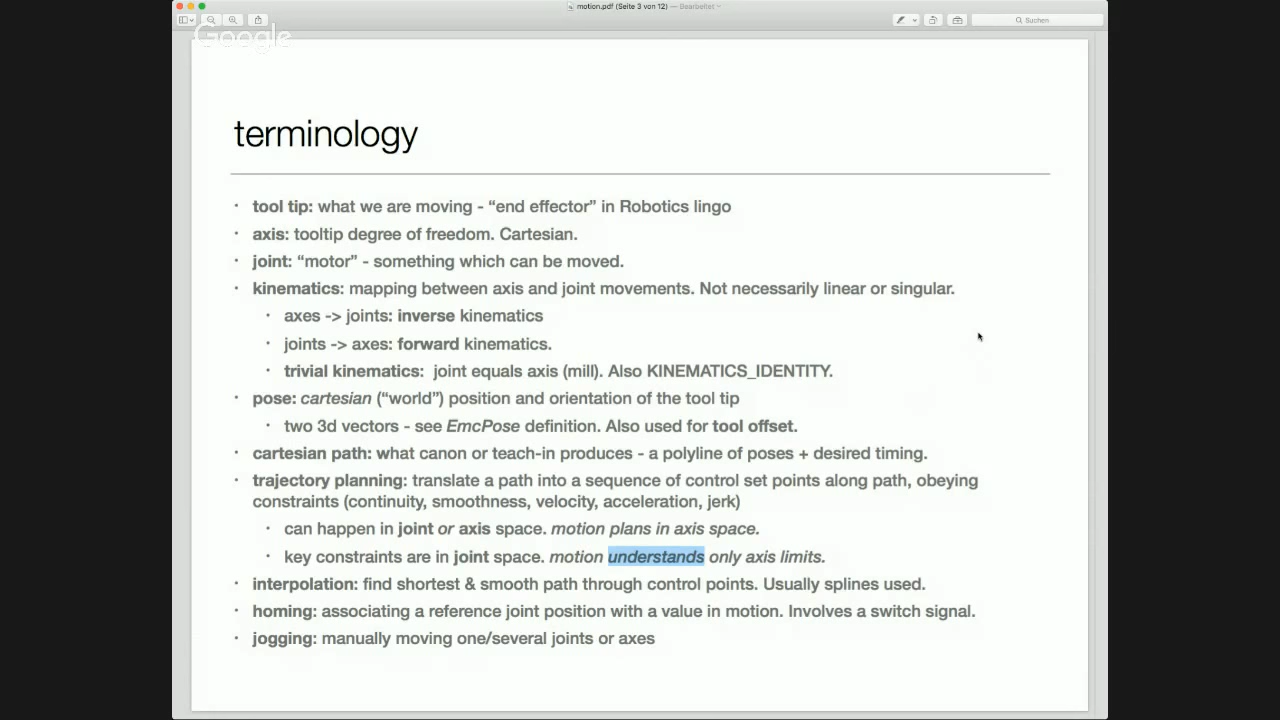 motion.pdf (Seite 3 von 12) — Bearbeitet
Suchen
Google
terminology
• tool tip: what we are moving - “end effector” in Robotics lingo
• axis: tooltip degree of freedom. Cartesian.
• joint: “motor” - something which can be moved.
• kinematics: mapping between axis and joint movements. Not necessarily linear or singular.
• axes -> joints: inverse kinematics
• joints -> axes: forward kinematics.
• trivial kinematics: joint equals axis (mill). Also KINEMATICS_IDENTITY.
• pose: cartesian (“world”) position and orientation of the tool tip
• two 3d vectors - see EmcPose definition. Also used for tool offset.
• cartesian path: what canon or teach-in produces - a polyline of poses + desired timing.
• trajectory planning: translate a path into a sequence of control set points along path, obeying
constraints (continuity, smoothness, velocity, acceleration, jerk)
• can happen in joint or axis space. motion plans in axis space.
• key constraints are in joint space. motion understands only axis limits.
• interpolation: find shortest & smooth path through control points. Usually splines used.
• homing: associating a reference joint position with a value in motion. Involves a switch signal.
• jogging: manually moving one/several joints or axes